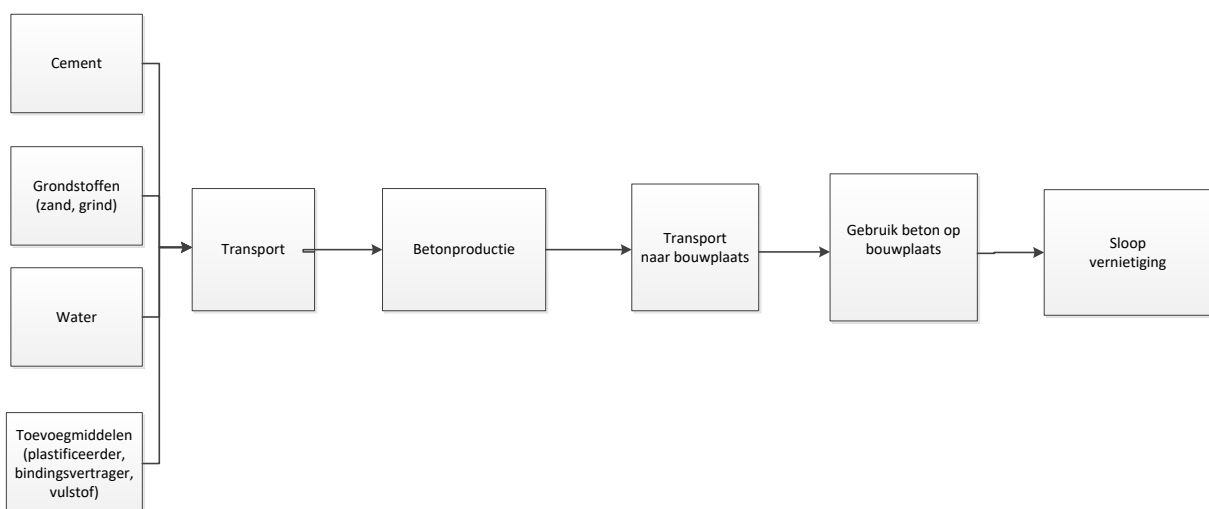 Cement
Grondstoffen
(zand, grind)
Water
Toevoegmiddelen
(plastificeerder,
bindingsvertrager,
vulstof)
Transport
Betonproductie
Transport
naar bouwplaats
Gebruik beton op
bouwplaats
Sloop
vernietiging